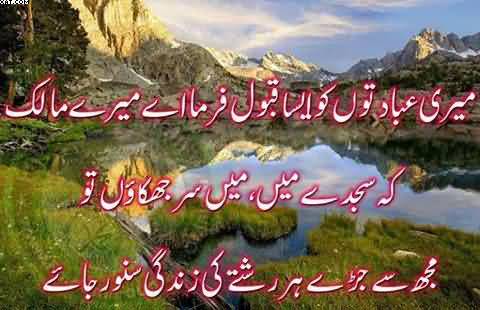 میری عبادتوں کو ایسا قبول فرما اے میرے مالک
کہ سجدے میں، میں سر جھکاؤں تو
مجھ سے جڑے ہر رشتے کی زندگی سنور جائے